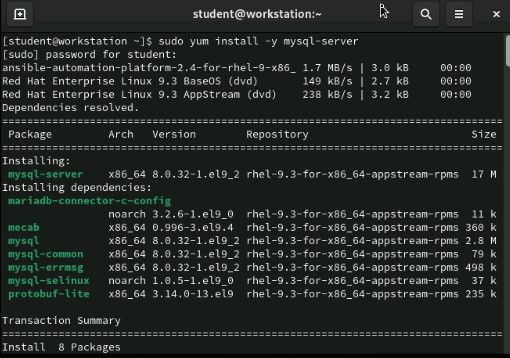 student@workstation:~
[student@workstation ~]$ sudo yum install -y mysql-server
[sudo] password for student:
ansible-automation-platform-2.4-for-rhel-9-x86_ 1.7 MB/s | 3.0 kB     00:00
Red Hat Enterprise Linux 9.3 BaseOS (dvd)       149 kB/s | 2.7 kB     00:00
Red Hat Enterprise Linux 9.3 AppStream (dvd)    238 kB/s | 3.2 kB     00:00
Dependencies resolved.
================================================================================
 Package        Arch   Version         Repository                          Size
================================================================================
Installing:
 mysql-server   x86_64 8.0.32-1.el9_2  rhel-9.3-for-x86_64-appstream-rpms  17 M
Installing dependencies:
 mariadb-connector-c-config
                noarch 3.2.6-1.el9_0   rhel-9.3-for-x86_64-appstream-rpms  11 k
 mecab          x86_64 0.996-3.el9.4   rhel-9.3-for-x86_64-appstream-rpms 360 k
 mysql          x86_64 8.0.32-1.el9_2  rhel-9.3-for-x86_64-appstream-rpms 2.8 M
 mysql-common   x86_64 8.0.32-1.el9_2  rhel-9.3-for-x86_64-appstream-rpms  79 k
 mysql-errmsg   x86_64 8.0.32-1.el9_2  rhel-9.3-for-x86_64-appstream-rpms 498 k
 mysql-selinux  noarch 1.0.5-1.el9_0   rhel-9.3-for-x86_64-appstream-rpms  37 k
 protobuf-lite  x86_64 3.14.0-13.el9   rhel-9.3-for-x86_64-appstream-rpms 235 k
Transaction Summary
================================================================================
Install  8 Packages